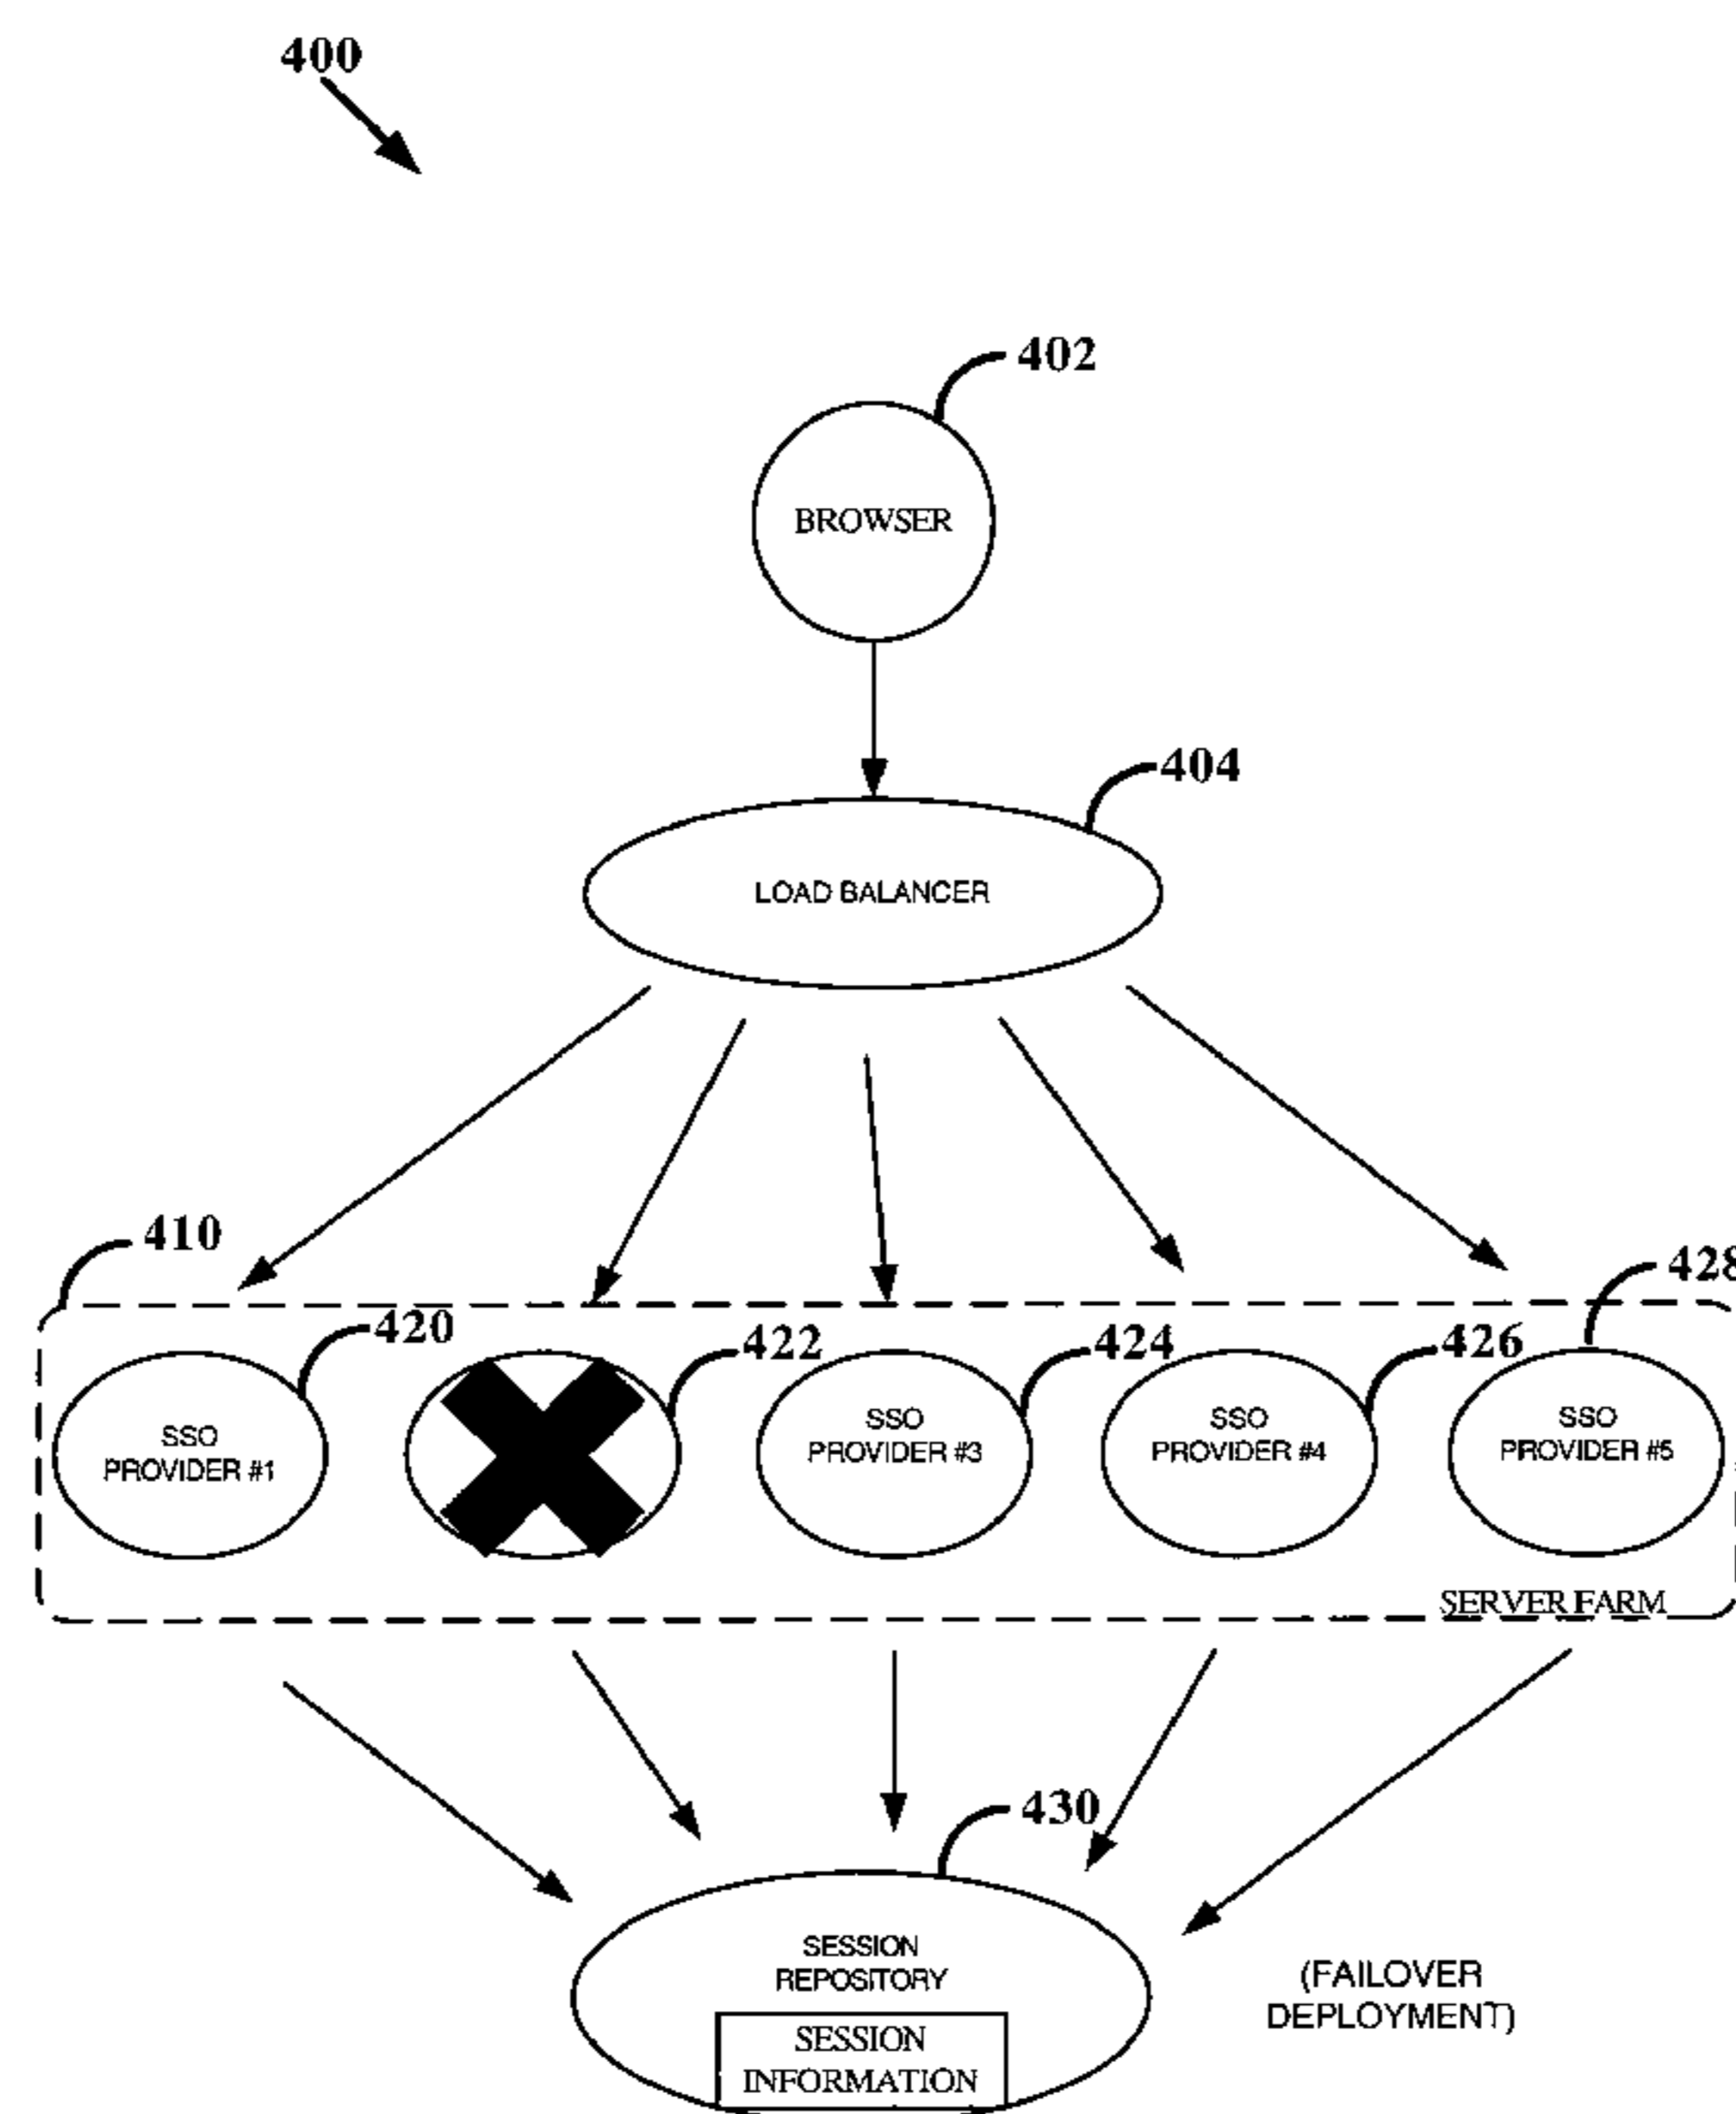 400
402
BROWSER
404
LOAD BALANCER
410
428
420
422
424
426
SSO
PROVIDER #1
SSO
PROVIDER #3
SSO
PROVIDER #4
SSO
PROVIDER #5
SERVER FARM
430
SESSION
REPOSITORY
SESSION
INFORMATION
(FAILOVER
DEPLOYMENT)